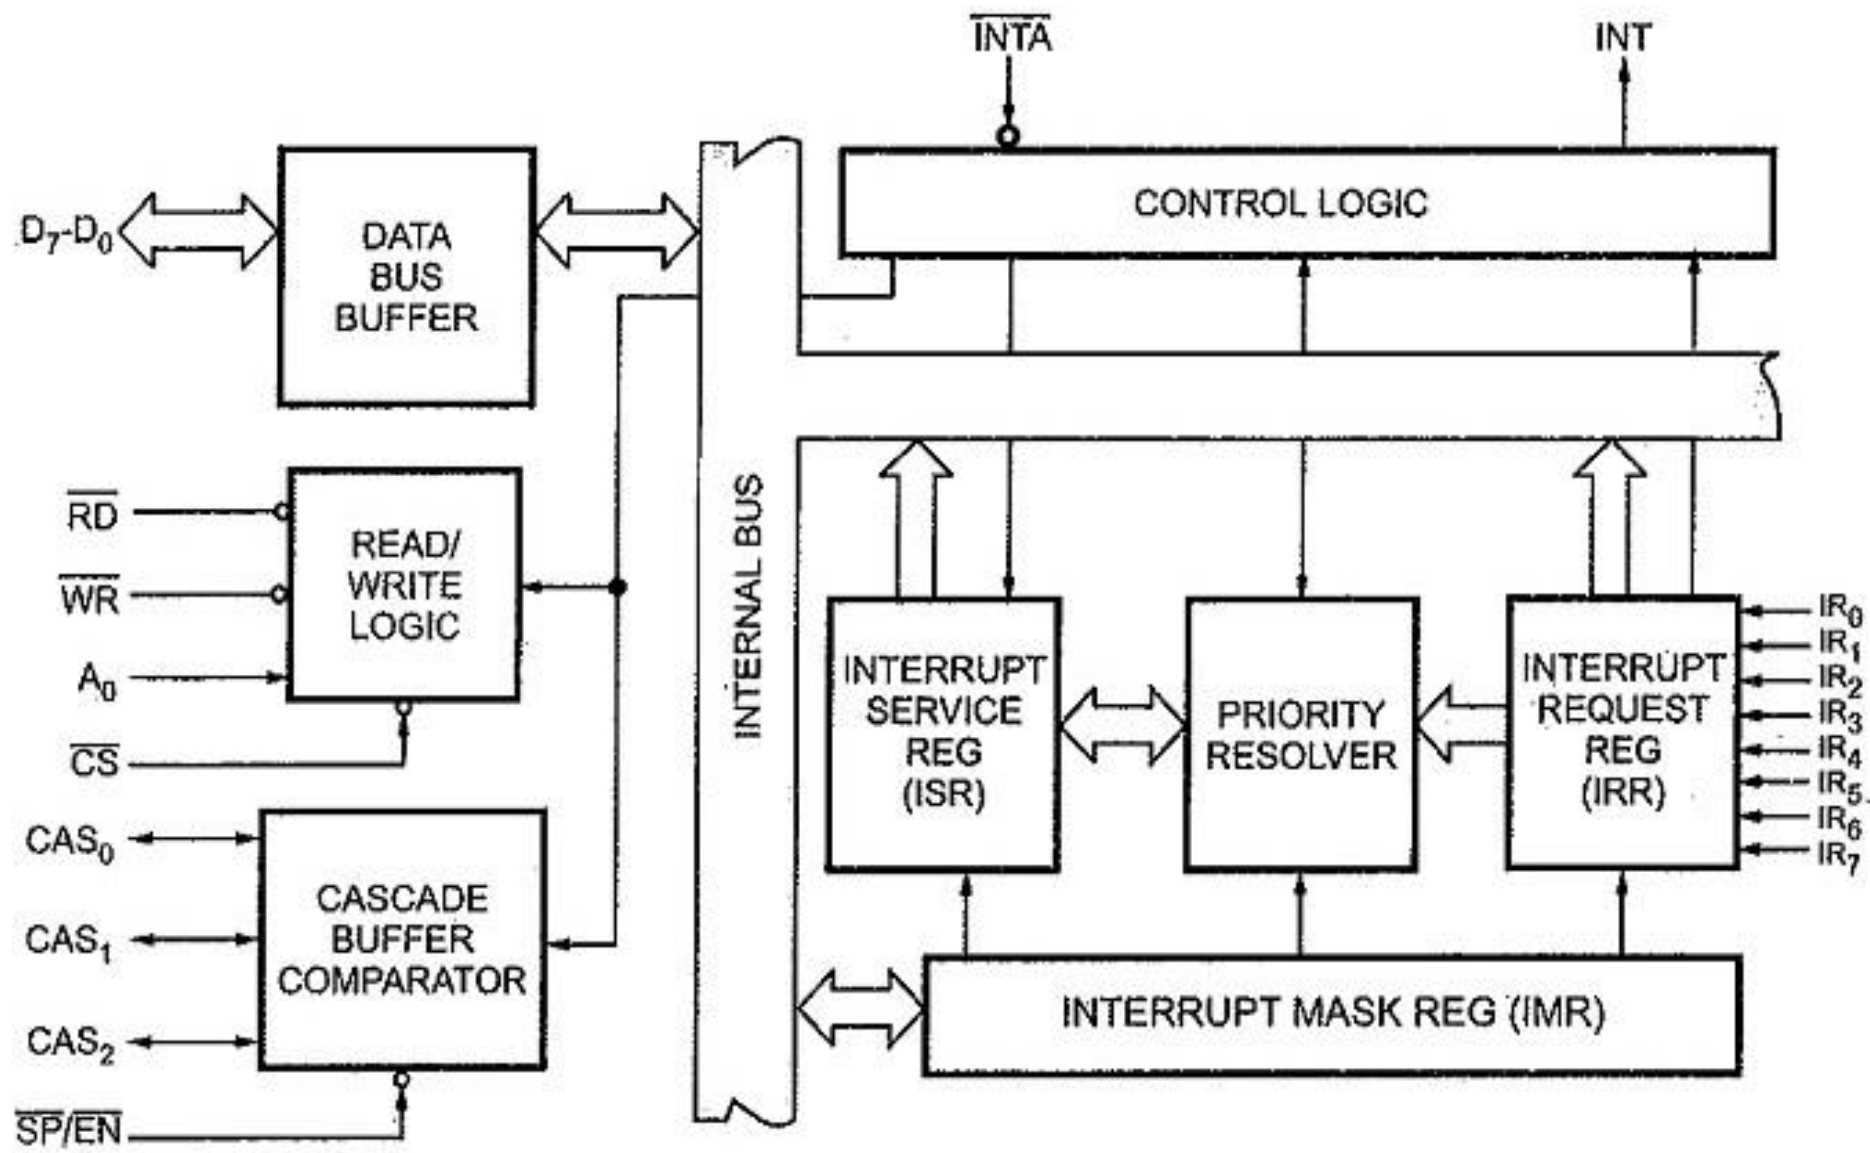 INTA
INT
CONTROL LOGIC
D7-D0
DATA
BUS
BUFFER
RD
WR
A0
CS
READ/
WRITE
LOGIC
INTERNAL BUS
INTERRUPT
SERVICE
REG
(ISR)
PRIORITY
RESOLVER
INTERRUPT
REQUEST
REG
(IRR)
IR0
IR1
IR2
IR3
IR4
IR5
IR6
IR7
CAS0
CAS1
CAS2
CASCADE
BUFFER
COMPARATOR
SP/EN
INTERRUPT MASK REG (IMR)